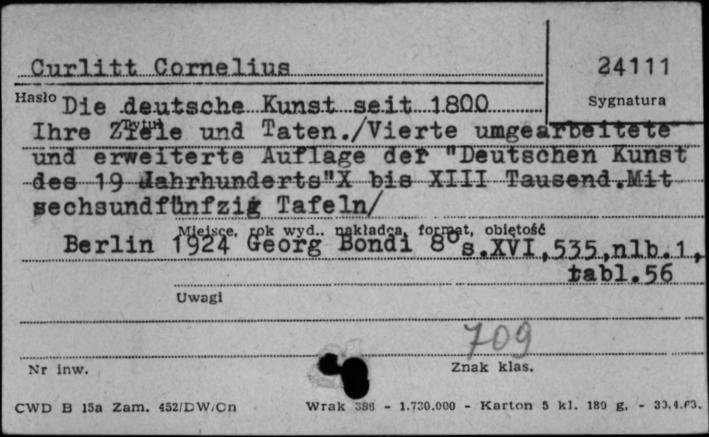 Curlitt Cornelius
24111
Hasło Die deutsche Kunst seit 1800
Sygnatura
Ihre Ziele und Taten./Vierte umgearbeitete
Tytuł
und erweiterte Auflage der "Deutschen Kunst
des 19 Jahrhunderts"X bis XIII Tausend.Mit
sechsundfünfzig Tafeln/
Miejsce, rok wyd.. nakładca, format, objętość
Berlin 1924 Georg Bondi 8° s.XVI,535,nlb.1,
tabl.56
Uwagi
709
Nr inw.
Znak klas.
CWD B 15a Zam. 452/DW/Cn Wrak 396 - 1.730.000 - Karton 5 kl. 180 g, - 30.4.63.